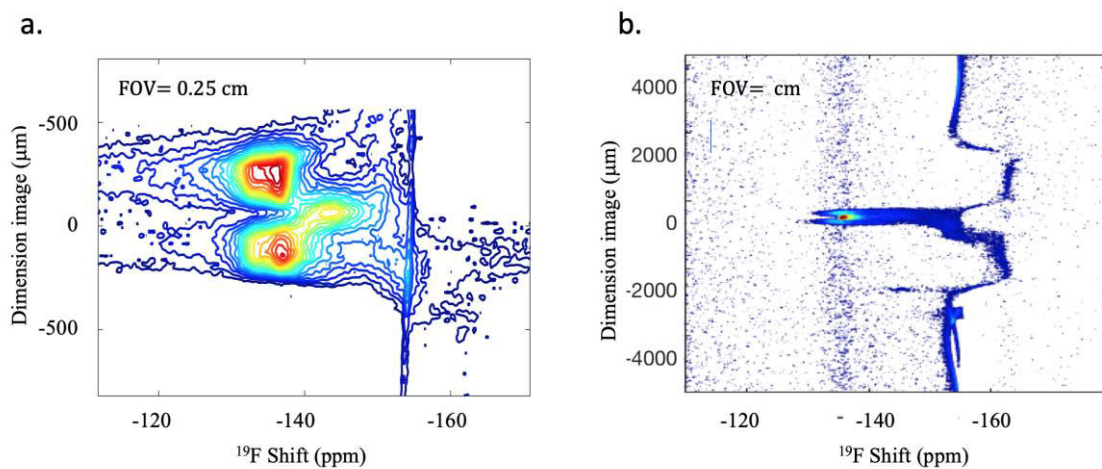 a.
FOV= 0.25 cm
Dimension image (µm)
-500
0
-500
-120
-140
-160
¹⁹F Shift (ppm)
b.
FOV= cm
Dimension image (µm)
4000
2000
0
-2000
-4000
-120
-140
-160
¹⁹F Shift (ppm)